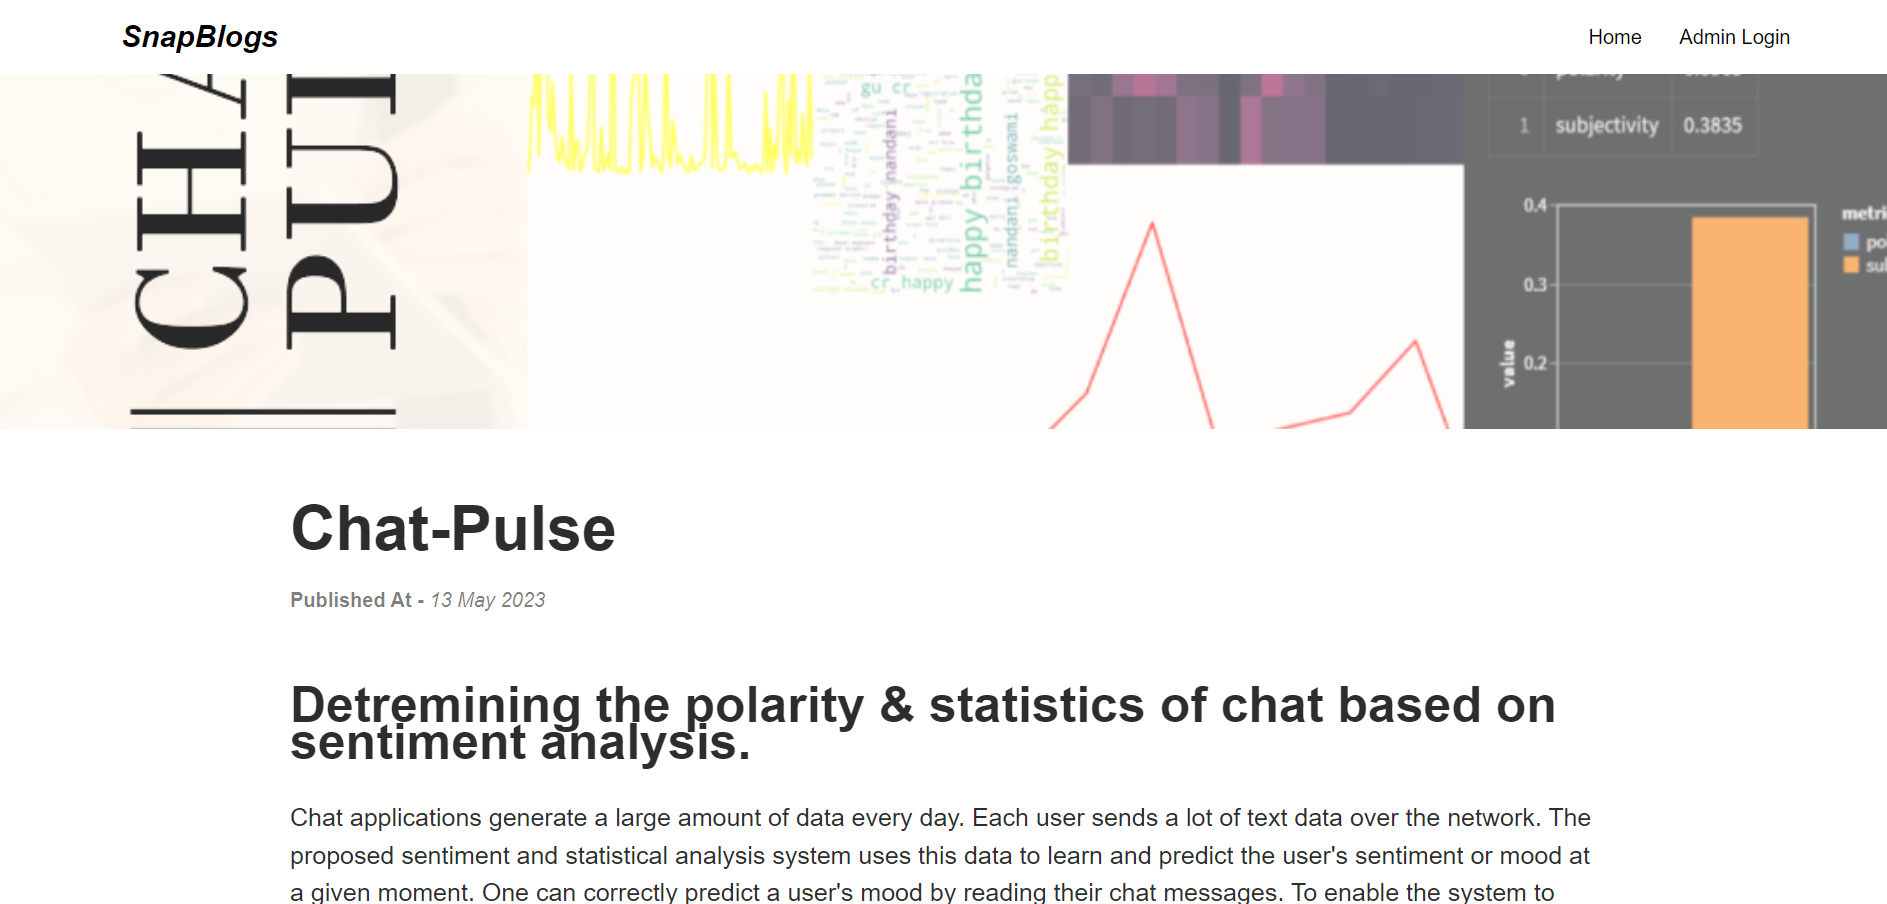 SnapBlogs
Home
Admin Login
CHA
PUI
gu cr
birthday nandani
happy birthda
nandani goswami
birthday happ
cr happy
1 subjectivity 0.3835
0.4
0.3
0.2
value
metri
po
sul
Chat-Pulse
Published At - 13 May 2023
Detremining the polarity & statistics of chat based on
sentiment analysis.
Chat applications generate a large amount of data every day. Each user sends a lot of text data over the network. The
proposed sentiment and statistical analysis system uses this data to learn and predict the user's sentiment or mood at
a given moment. One can correctly predict a user's mood by reading their chat messages. To enable the system to